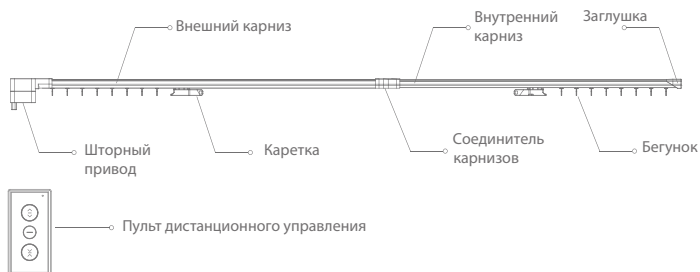 Внешний карниз
Внутренний
карниз
Заглушка
Шторный
привод
Каретка
Соединитель
карнизов
Бегунок
Пульт дистанционного управления